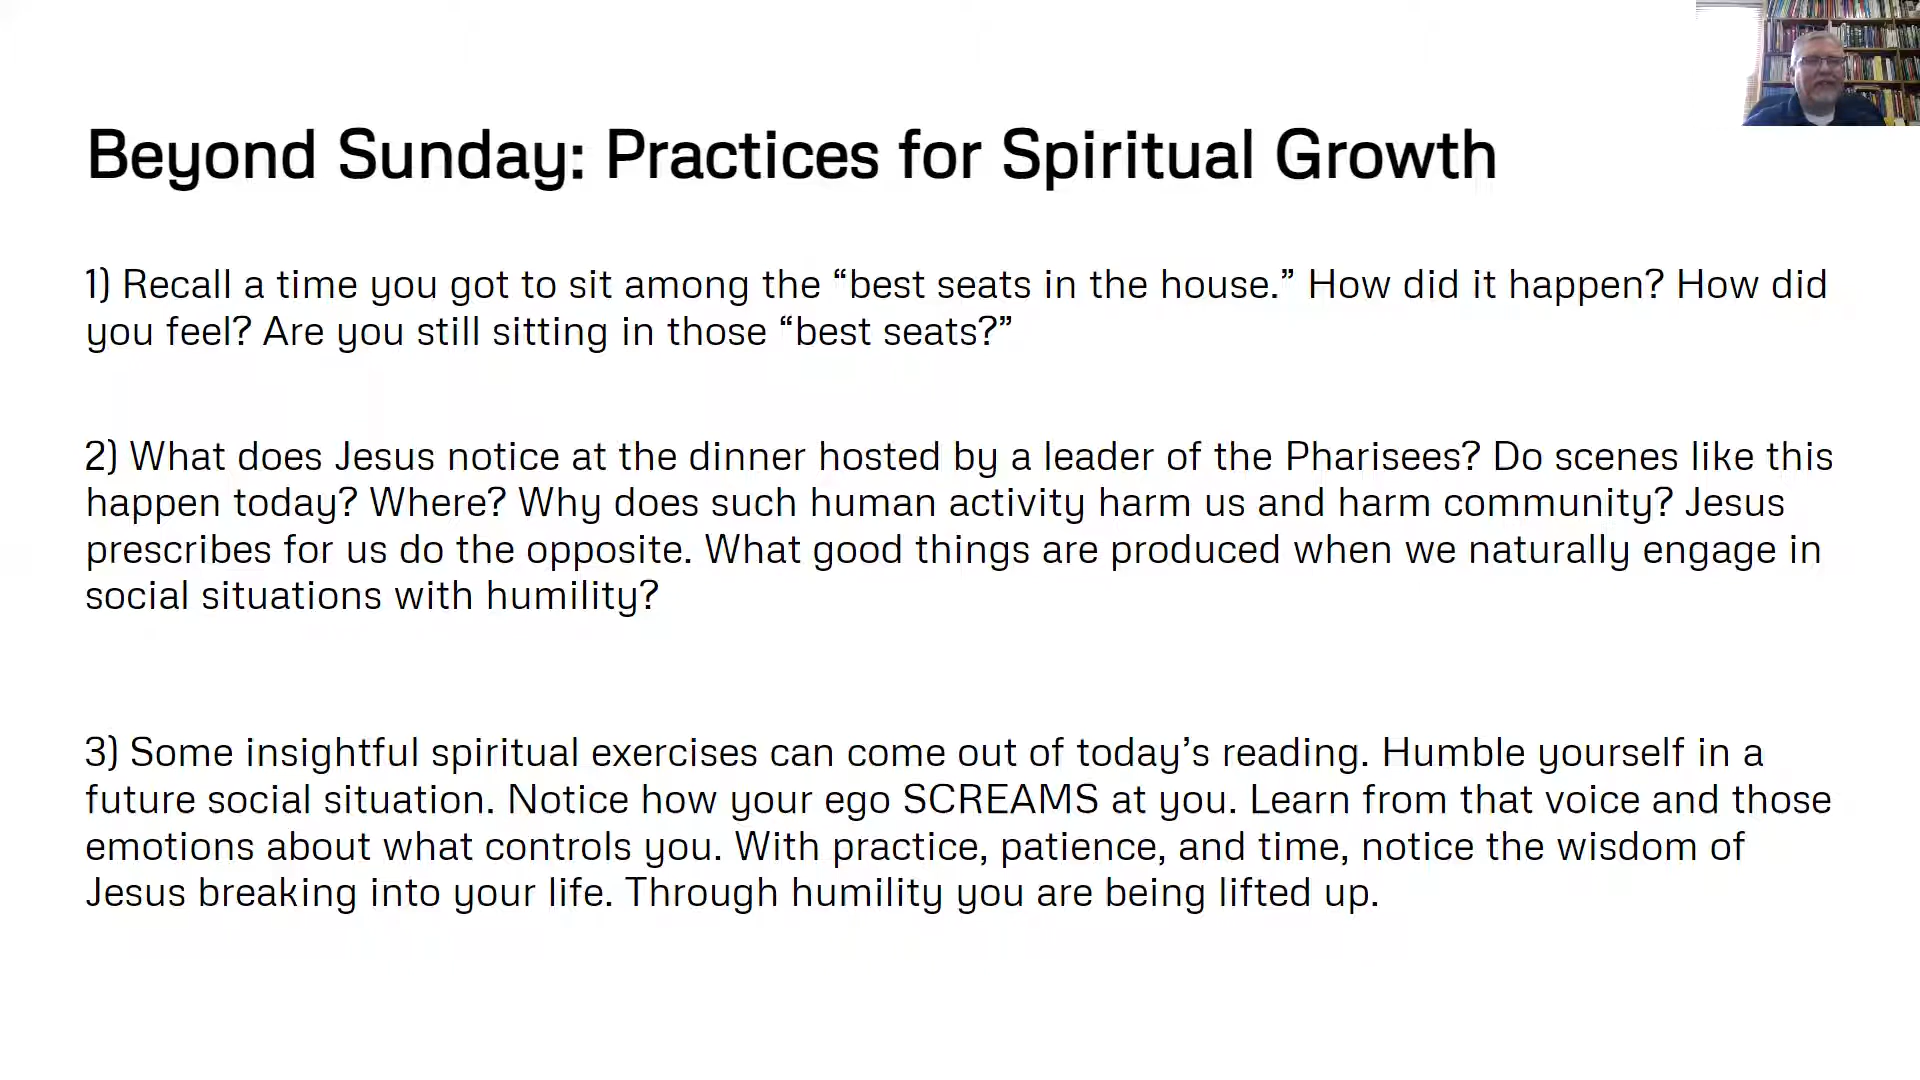 Beyond Sunday: Practices for Spiritual Growth
1) Recall a time you got to sit among the “best seats in the house.” How did it happen? How did
you feel? Are you still sitting in those “best seats?”
2) What does Jesus notice at the dinner hosted by a leader of the Pharisees? Do scenes like this
happen today? Where? Why does such human activity harm us and harm community? Jesus
prescribes for us do the opposite. What good things are produced when we naturally engage in
social situations with humility?
3) Some insightful spiritual exercises can come out of today’s reading. Humble yourself in a
future social situation. Notice how your ego SCREAMS at you. Learn from that voice and those
emotions about what controls you. With practice, patience, and time, notice the wisdom of
Jesus breaking into your life. Through humility you are being lifted up.